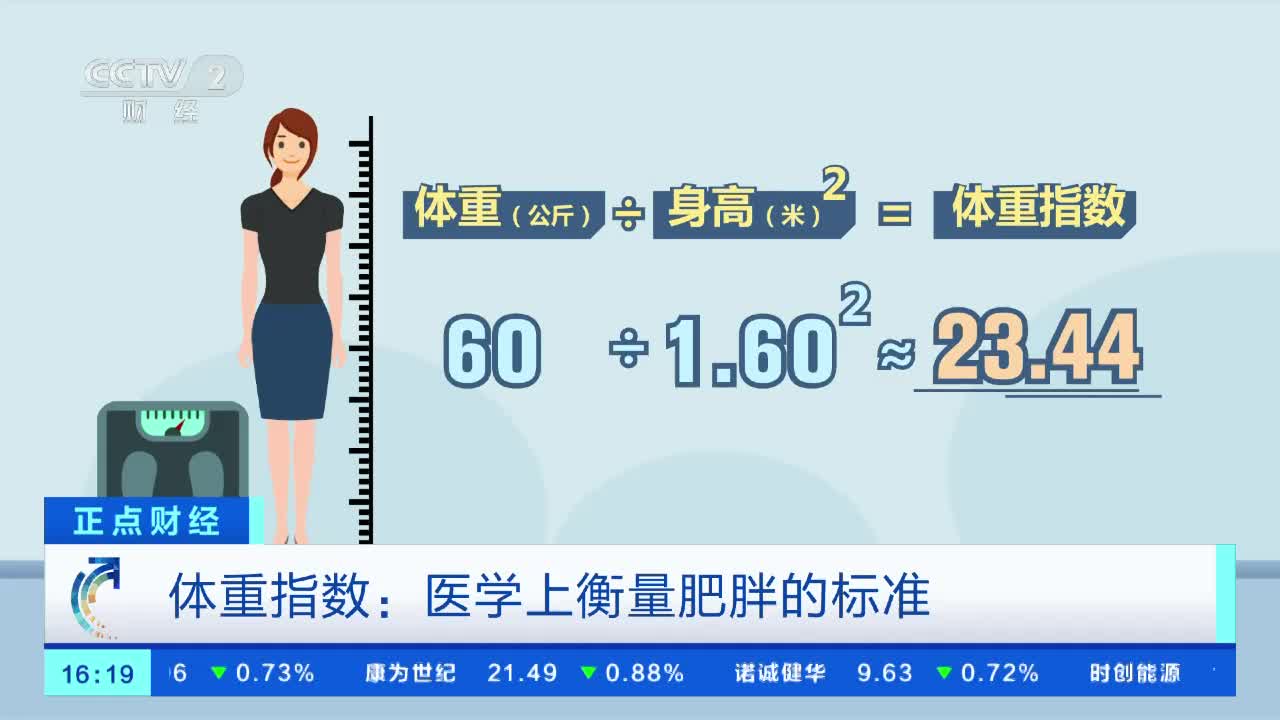 CCTV 2
财 经
体重（公斤）÷身高（米）2 = 体重指数
60 ÷ 1.60 2 ≈ 23.44
正点财经
体重指数：医学上衡量肥胖的标准
16:19 6 ▼0.73% 康为世纪 21.49 ▼0.88% 诺诚健华 9.63 ▼0.72% 时创能源